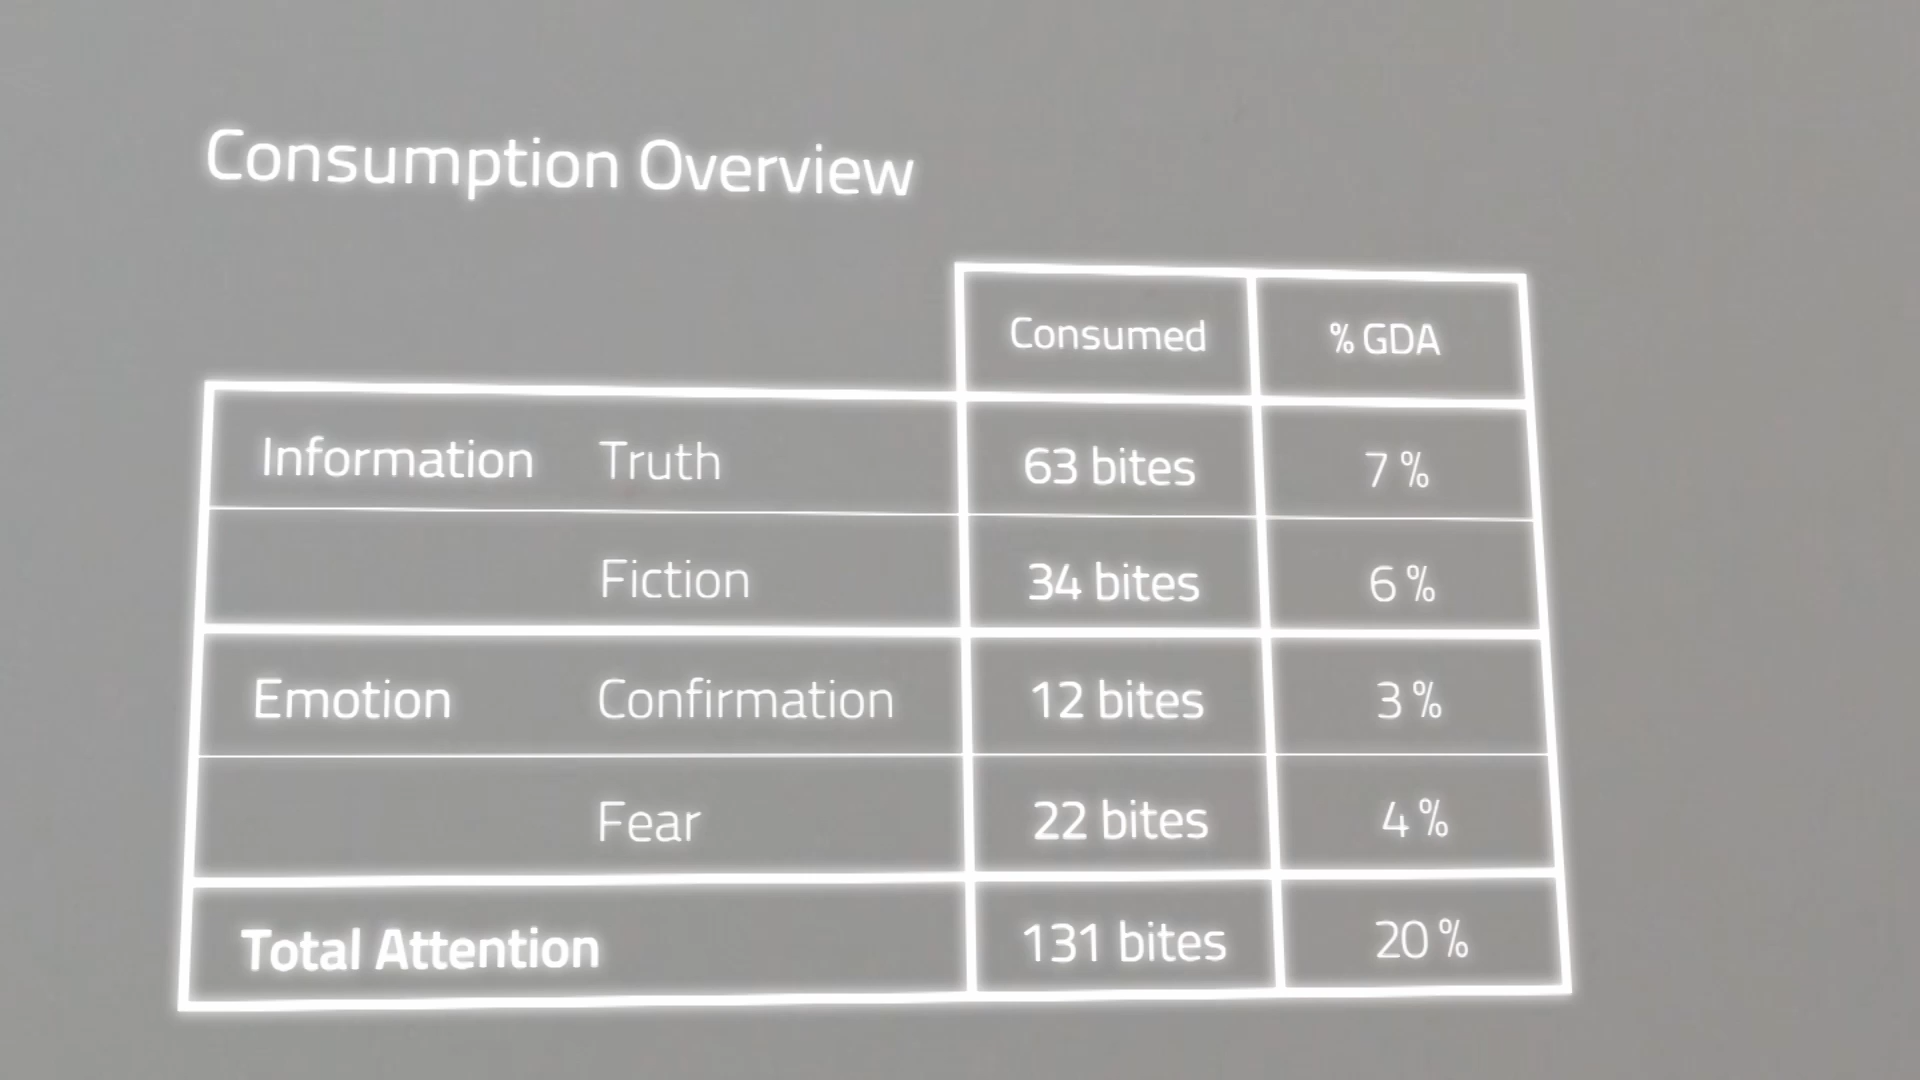 Consumption Overview
Consumed % GDA
Information Truth 63 bites 7 %
Fiction 34 bites 6 %
Emotion Confirmation 12 bites 3 %
Fear 22 bites 4 %
Total Attention 131 bites 20 %